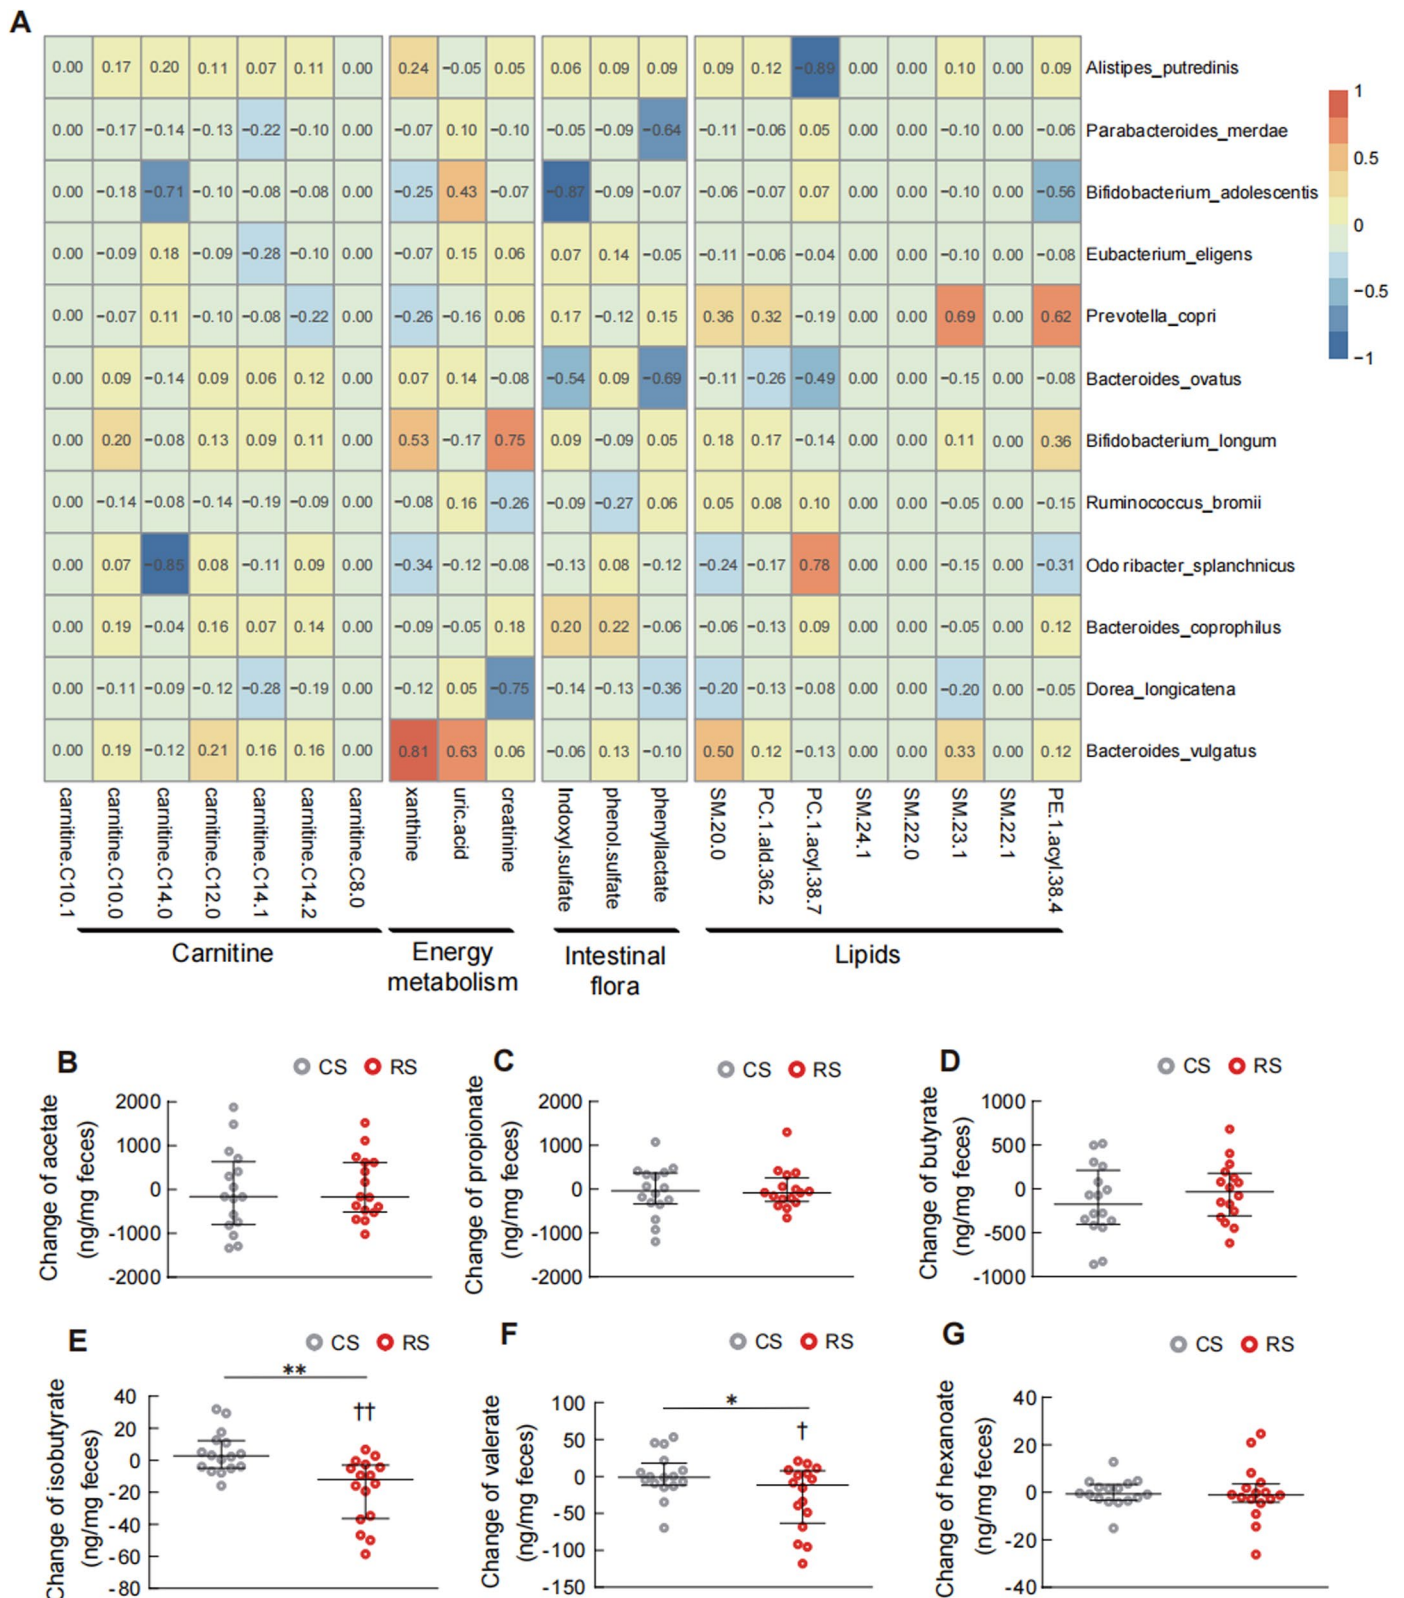 A
0.00 0.17 0.20 0.11 0.07 0.11 0.00 0.24 −0.05 0.05 0.06 0.09 0.09 0.09 0.12 −0.89 0.00 0.00 0.10 0.00 0.09 Alistipes_putredinis
0.00 −0.17 −0.14 −0.13 −0.22 −0.10 0.00 −0.07 0.10 −0.10 −0.05 −0.09 −0.64 −0.11 −0.06 0.05 0.00 0.00 −0.10 0.00 −0.06 Parabacteroides_merdae
0.00 −0.18 −0.71 −0.10 −0.08 −0.08 0.00 −0.25 0.43 −0.07 −0.87 −0.09 −0.07 −0.06 −0.07 0.07 0.00 0.00 −0.10 0.00 −0.56 Bifidobacterium_adolescentis
0.00 −0.09 0.18 −0.09 −0.28 −0.10 0.00 −0.07 0.15 0.06 0.07 0.14 −0.05 −0.11 −0.06 −0.04 0.00 0.00 −0.10 0.00 −0.08 Eubacterium_eligens
0.00 −0.07 0.11 −0.10 −0.08 −0.22 0.00 −0.26 −0.16 0.06 0.17 −0.12 0.15 0.36 0.32 −0.19 0.00 0.00 0.69 0.00 0.62 Prevotella_copri
0.00 0.09 −0.14 0.09 0.06 0.12 0.00 0.07 0.14 −0.08 −0.54 0.09 −0.69 −0.11 −0.26 −0.49 0.00 0.00 −0.15 0.00 −0.08 Bacteroides_ovatus
0.00 0.20 −0.08 0.13 0.09 0.11 0.00 0.53 −0.17 0.75 0.09 −0.09 0.05 0.18 0.17 −0.14 0.00 0.00 0.11 0.00 0.36 Bifidobacterium_longum
0.00 −0.14 −0.08 −0.14 −0.19 −0.09 0.00 −0.08 0.16 −0.26 −0.09 −0.27 0.06 0.05 0.08 0.10 0.00 0.00 −0.05 0.00 −0.15 Ruminococcus_bromii
0.00 0.07 −0.85 0.08 −0.11 0.09 0.00 −0.34 −0.12 −0.08 −0.13 0.08 −0.12 −0.24 −0.17 0.78 0.00 0.00 −0.15 0.00 −0.31 Odo ribacter_splanchnicus
0.00 0.19 −0.04 0.16 0.07 0.14 0.00 −0.09 −0.05 0.18 0.20 0.22 −0.06 −0.06 −0.13 0.09 0.00 0.00 −0.05 0.00 0.12 Bacteroides_coprophilus
0.00 −0.11 −0.09 −0.12 −0.28 −0.19 0.00 −0.12 0.05 −0.75 −0.14 −0.13 −0.36 −0.20 −0.13 −0.08 0.00 0.00 −0.20 0.00 −0.05 Dorea_longicatena
0.00 0.19 −0.12 0.21 0.16 0.16 0.00 0.81 0.63 0.06 −0.06 0.13 −0.10 0.50 0.12 −0.13 0.00 0.00 0.33 0.00 0.12 Bacteroides_vulgatus
1
0.5
0
−0.5
−1
carnitine.C10.1
carnitine.C10.0
carnitine.C14.0
carnitine.C12.0
carnitine.C14.1
carnitine.C14.2
carnitine.C8.0
xanthine
uric.acid
creatinine
Indoxyl.sulfate
phenol.sulfate
phenyllactate
SM.20.0
PC.1.ald.36.2
PC.1.acyl.38.7
SM.24.1
SM.22.0
SM.23.1
SM.22.1
PE.1.acyl.38.4
Carnitine
Energy
metabolism
Intestinal
flora
Lipids
B
CS RS
Change of acetate
(ng/mg feces)
2000
1000
0
-1000
-2000
C
CS RS
Change of propionate
(ng/mg feces)
2000
1000
0
-1000
-2000
D
CS RS
Change of butyrate
(ng/mg feces)
1000
500
0
-500
-1000
E
CS RS
Change of isobutyrate
(ng/mg feces)
40
20
0
-20
-40
-60
-80
**
††
F
CS RS
Change of valerate
(ng/mg feces)
100
50
0
-50
-100
-150
*
†
G
CS RS
Change of hexanoate
(ng/mg feces)
40
20
0
-20
-40